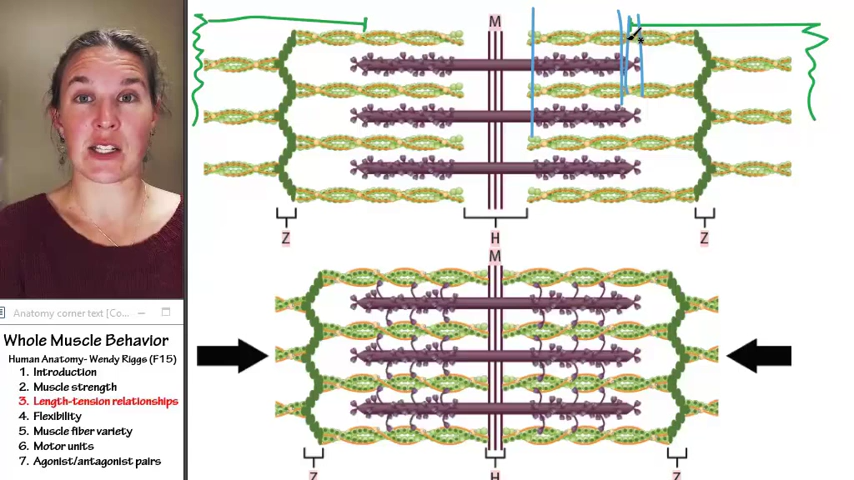 M
Z
H
Z
M
Anatomy corner text [Co...
Whole Muscle Behavior
Human Anatomy- Wendy Riggs (F15)
1. Introduction
2. Muscle strength
3. Length-tension relationships
4. Flexibility
5. Muscle fiber variety
6. Motor units
7. Agonist/antagonist pairs
Z
H
Z